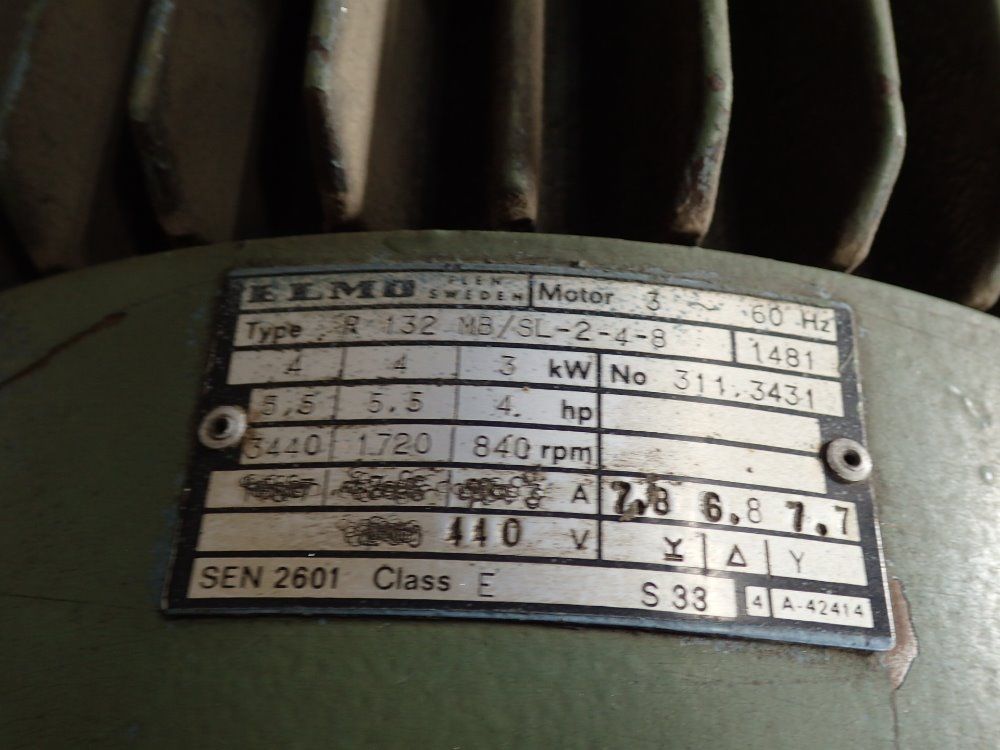 ELMO FLEN SWEDEN Motor 3 ~ 60 Hz
Type R 132 MB/SL-2-4-8 1481
4 4 3 kW No 311.3431
5,5 5,5 4. hp
3440 1720 840 rpm
A 7.8 6.8 7.7
440 V Y Δ Y
SEN 2601 Class E S 33 4 A-42414